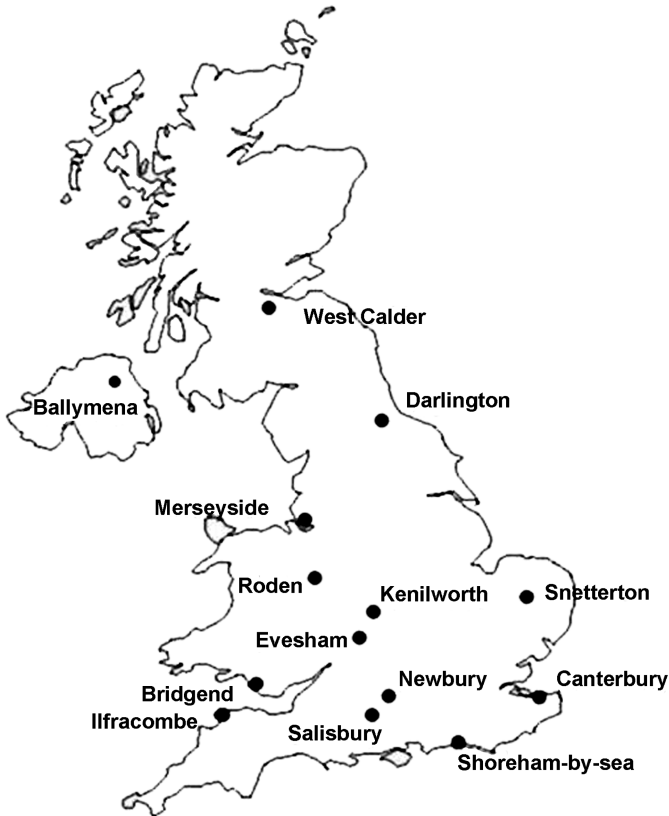 West Calder
Darlington
Ballymena
Merseyside
Roden
Kenilworth
Snetterton
Evesham
Newbury
Canterbury
Bridgend
Ilfracombe
Salisbury
Shoreham-by-sea